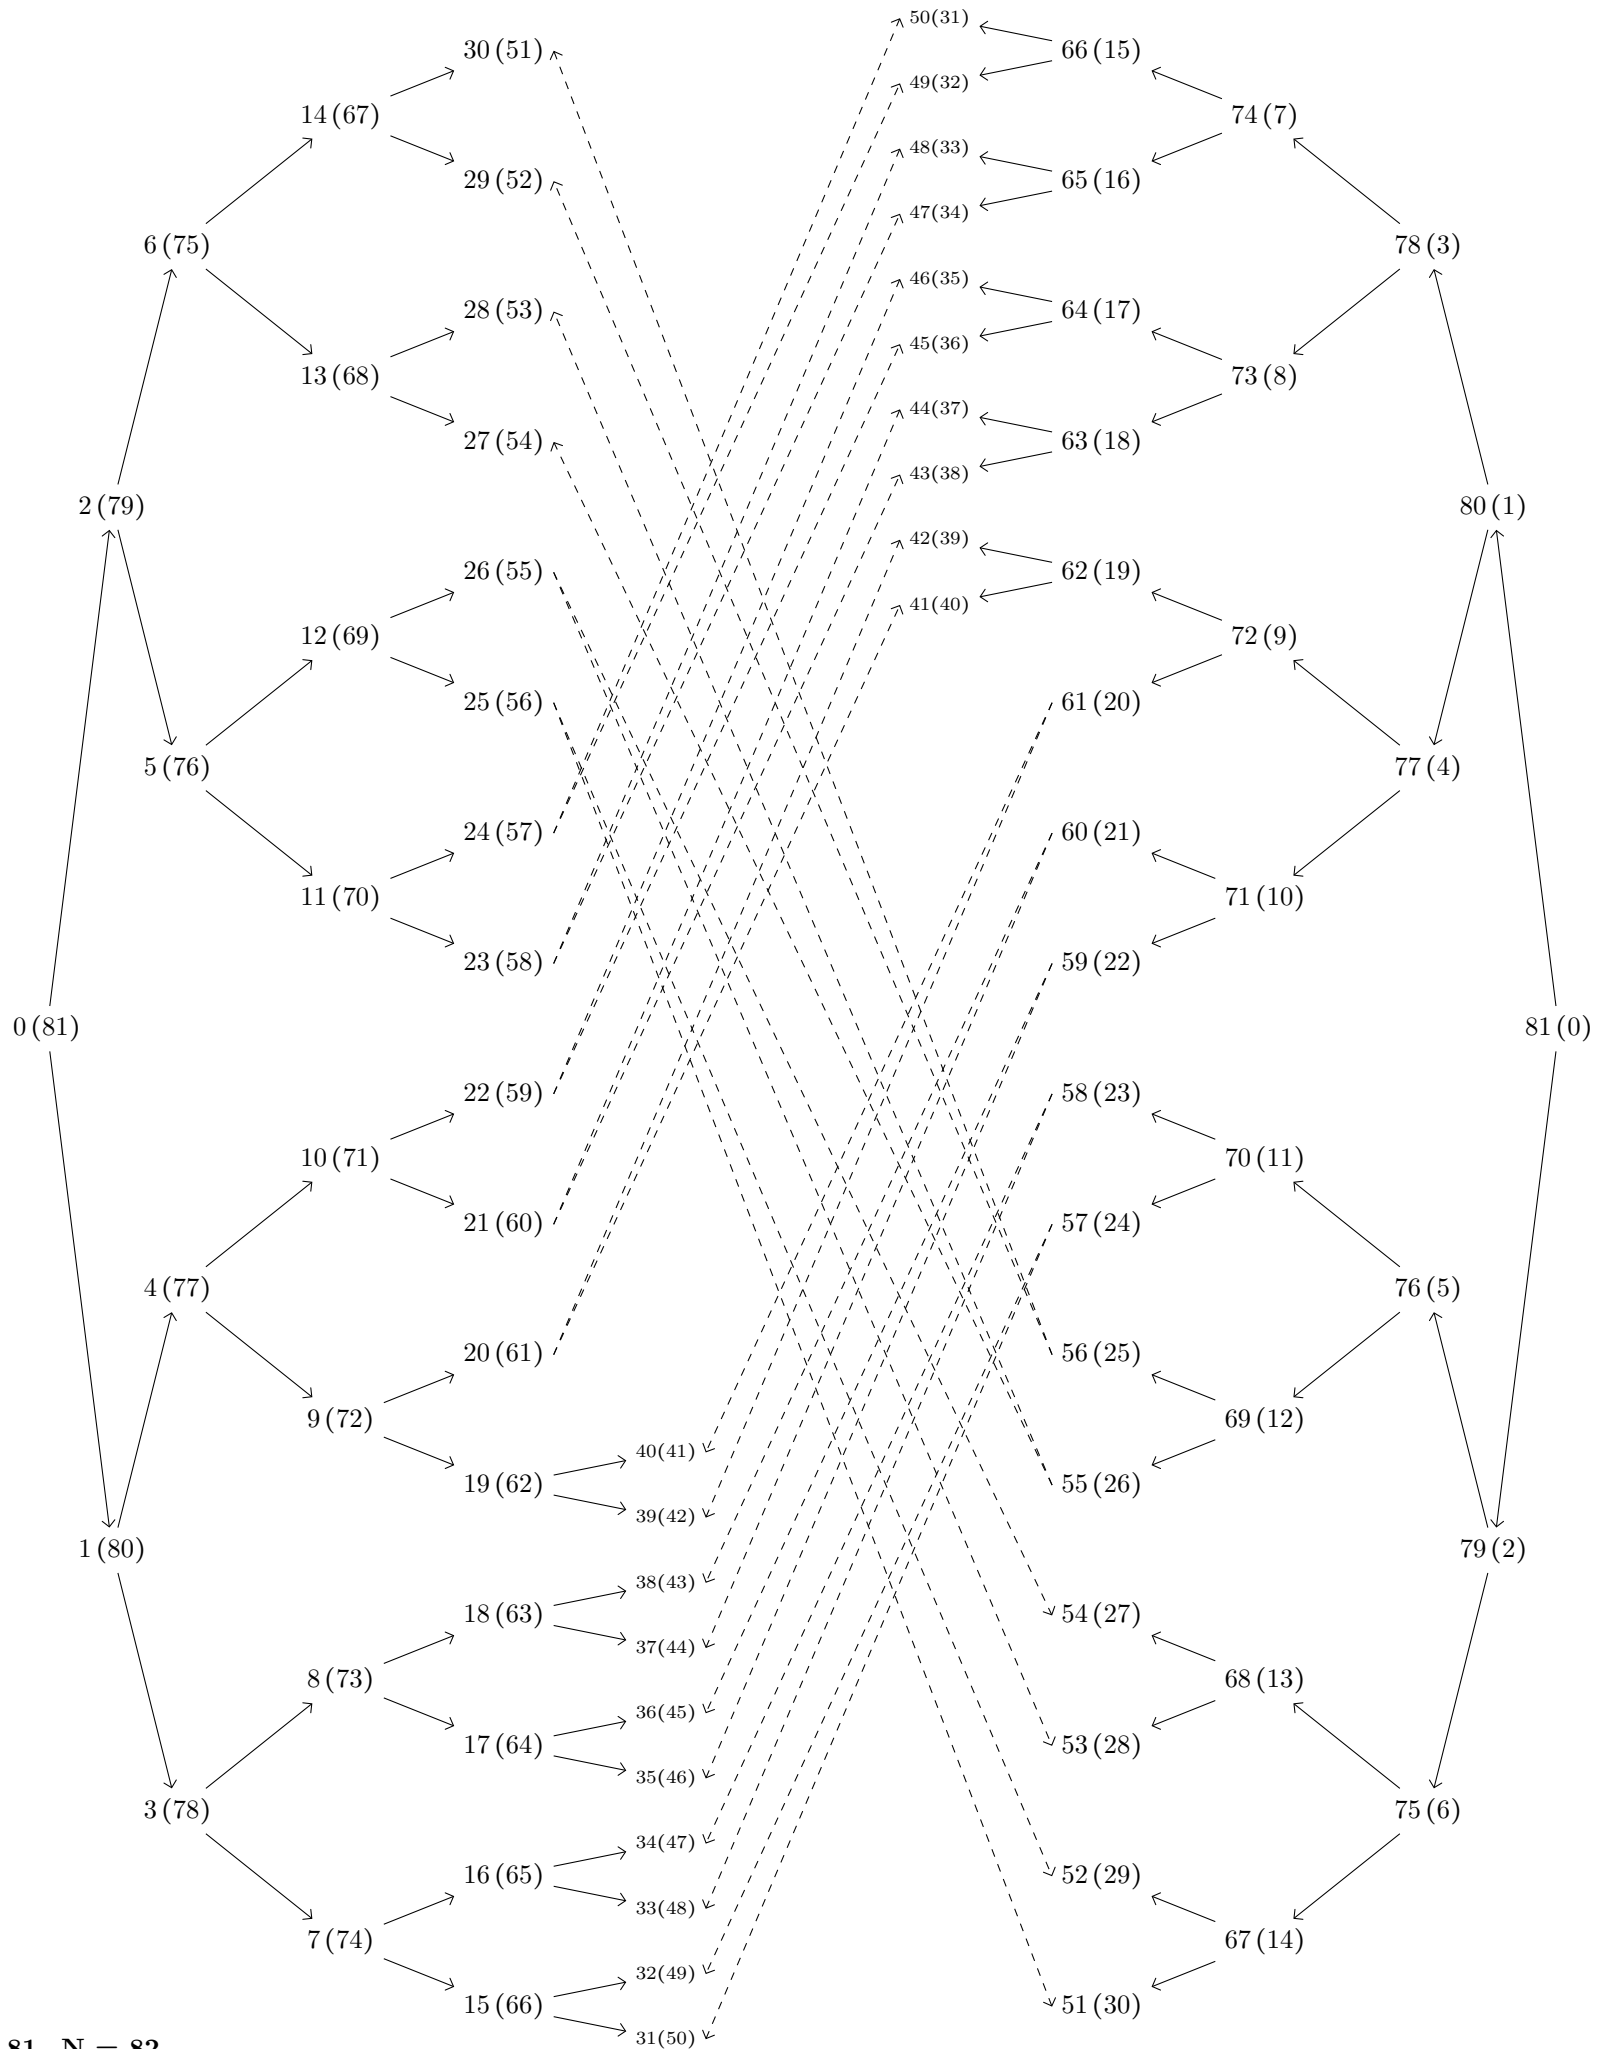 50(31)
30 (51) 66 (15)
49(32)
14 (67) 74 (7)
48(33)
29 (52) 65 (16)
47(34)
6 (75) 78 (3)
46(35)
28 (53) 64 (17)
45(36)
13 (68) 73 (8)
44(37)
27 (54) 63 (18)
43(38)
2 (79) 80 (1)
42(39)
26 (55) 62 (19)
41(40)
12 (69) 72 (9)
25 (56) 61 (20)
5 (76) 77 (4)
24 (57) 60 (21)
11 (70) 71 (10)
23 (58) 59 (22)
0 (81) 81 (0)
22 (59) 58 (23)
10 (71) 70 (11)
21 (60) 57 (24)
4 (77) 76 (5)
20 (61) 56 (25)
9 (72) 69 (12)
40(41)
19 (62) 55 (26)
39(42)
1 (80) 79 (2)
38(43)
18 (63) 54 (27)
37(44)
8 (73) 68 (13)
36(45)
17 (64) 53 (28)
35(46)
3 (78) 75 (6)
34(47)
16 (65) 52 (29)
33(48)
7 (74) 67 (14)
32(49)
15 (66) 51 (30)
31(50)
81 N = 82